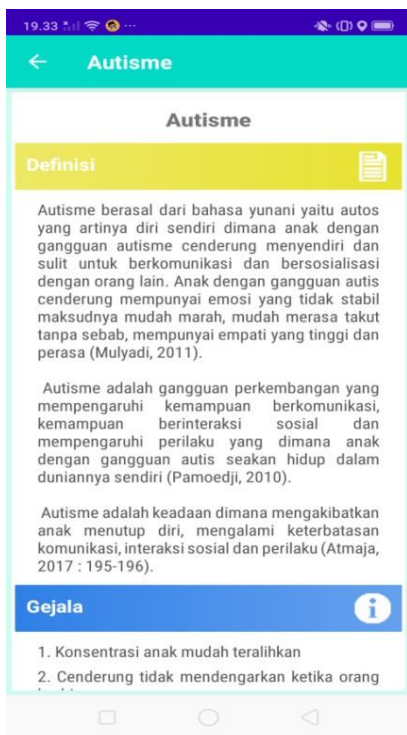 19.33
Autisme
Autisme
Definisi
Autisme berasal dari bahasa yunani yaitu autos
yang artinya diri sendiri dimana anak dengan
gangguan autisme cenderung menyendiri dan
sulit untuk berkomunikasi dan bersosialisasi
dengan orang lain. Anak dengan gangguan autis
cenderung mempunyai emosi yang tidak stabil
maksudnya mudah marah, mudah merasa takut
tanpa sebab, mempunyai empati yang tinggi dan
perasa (Mulyadi, 2011).
Autisme adalah gangguan perkembangan yang
mempengaruhi kemampuan berkomunikasi,
kemampuan berinteraksi sosial dan
mempengaruhi perilaku yang dimana anak
dengan gangguan autis seakan hidup dalam
duniannya sendiri (Pamoedji, 2010).
Autisme adalah keadaan dimana mengakibatkan
anak menutup diri, mengalami keterbatasan
komunikasi, interaksi sosial dan perilaku (Atmaja,
2017 : 195-196).
Gejala
1. Konsentrasi anak mudah teralihkan
2. Cenderung tidak mendengarkan ketika orang